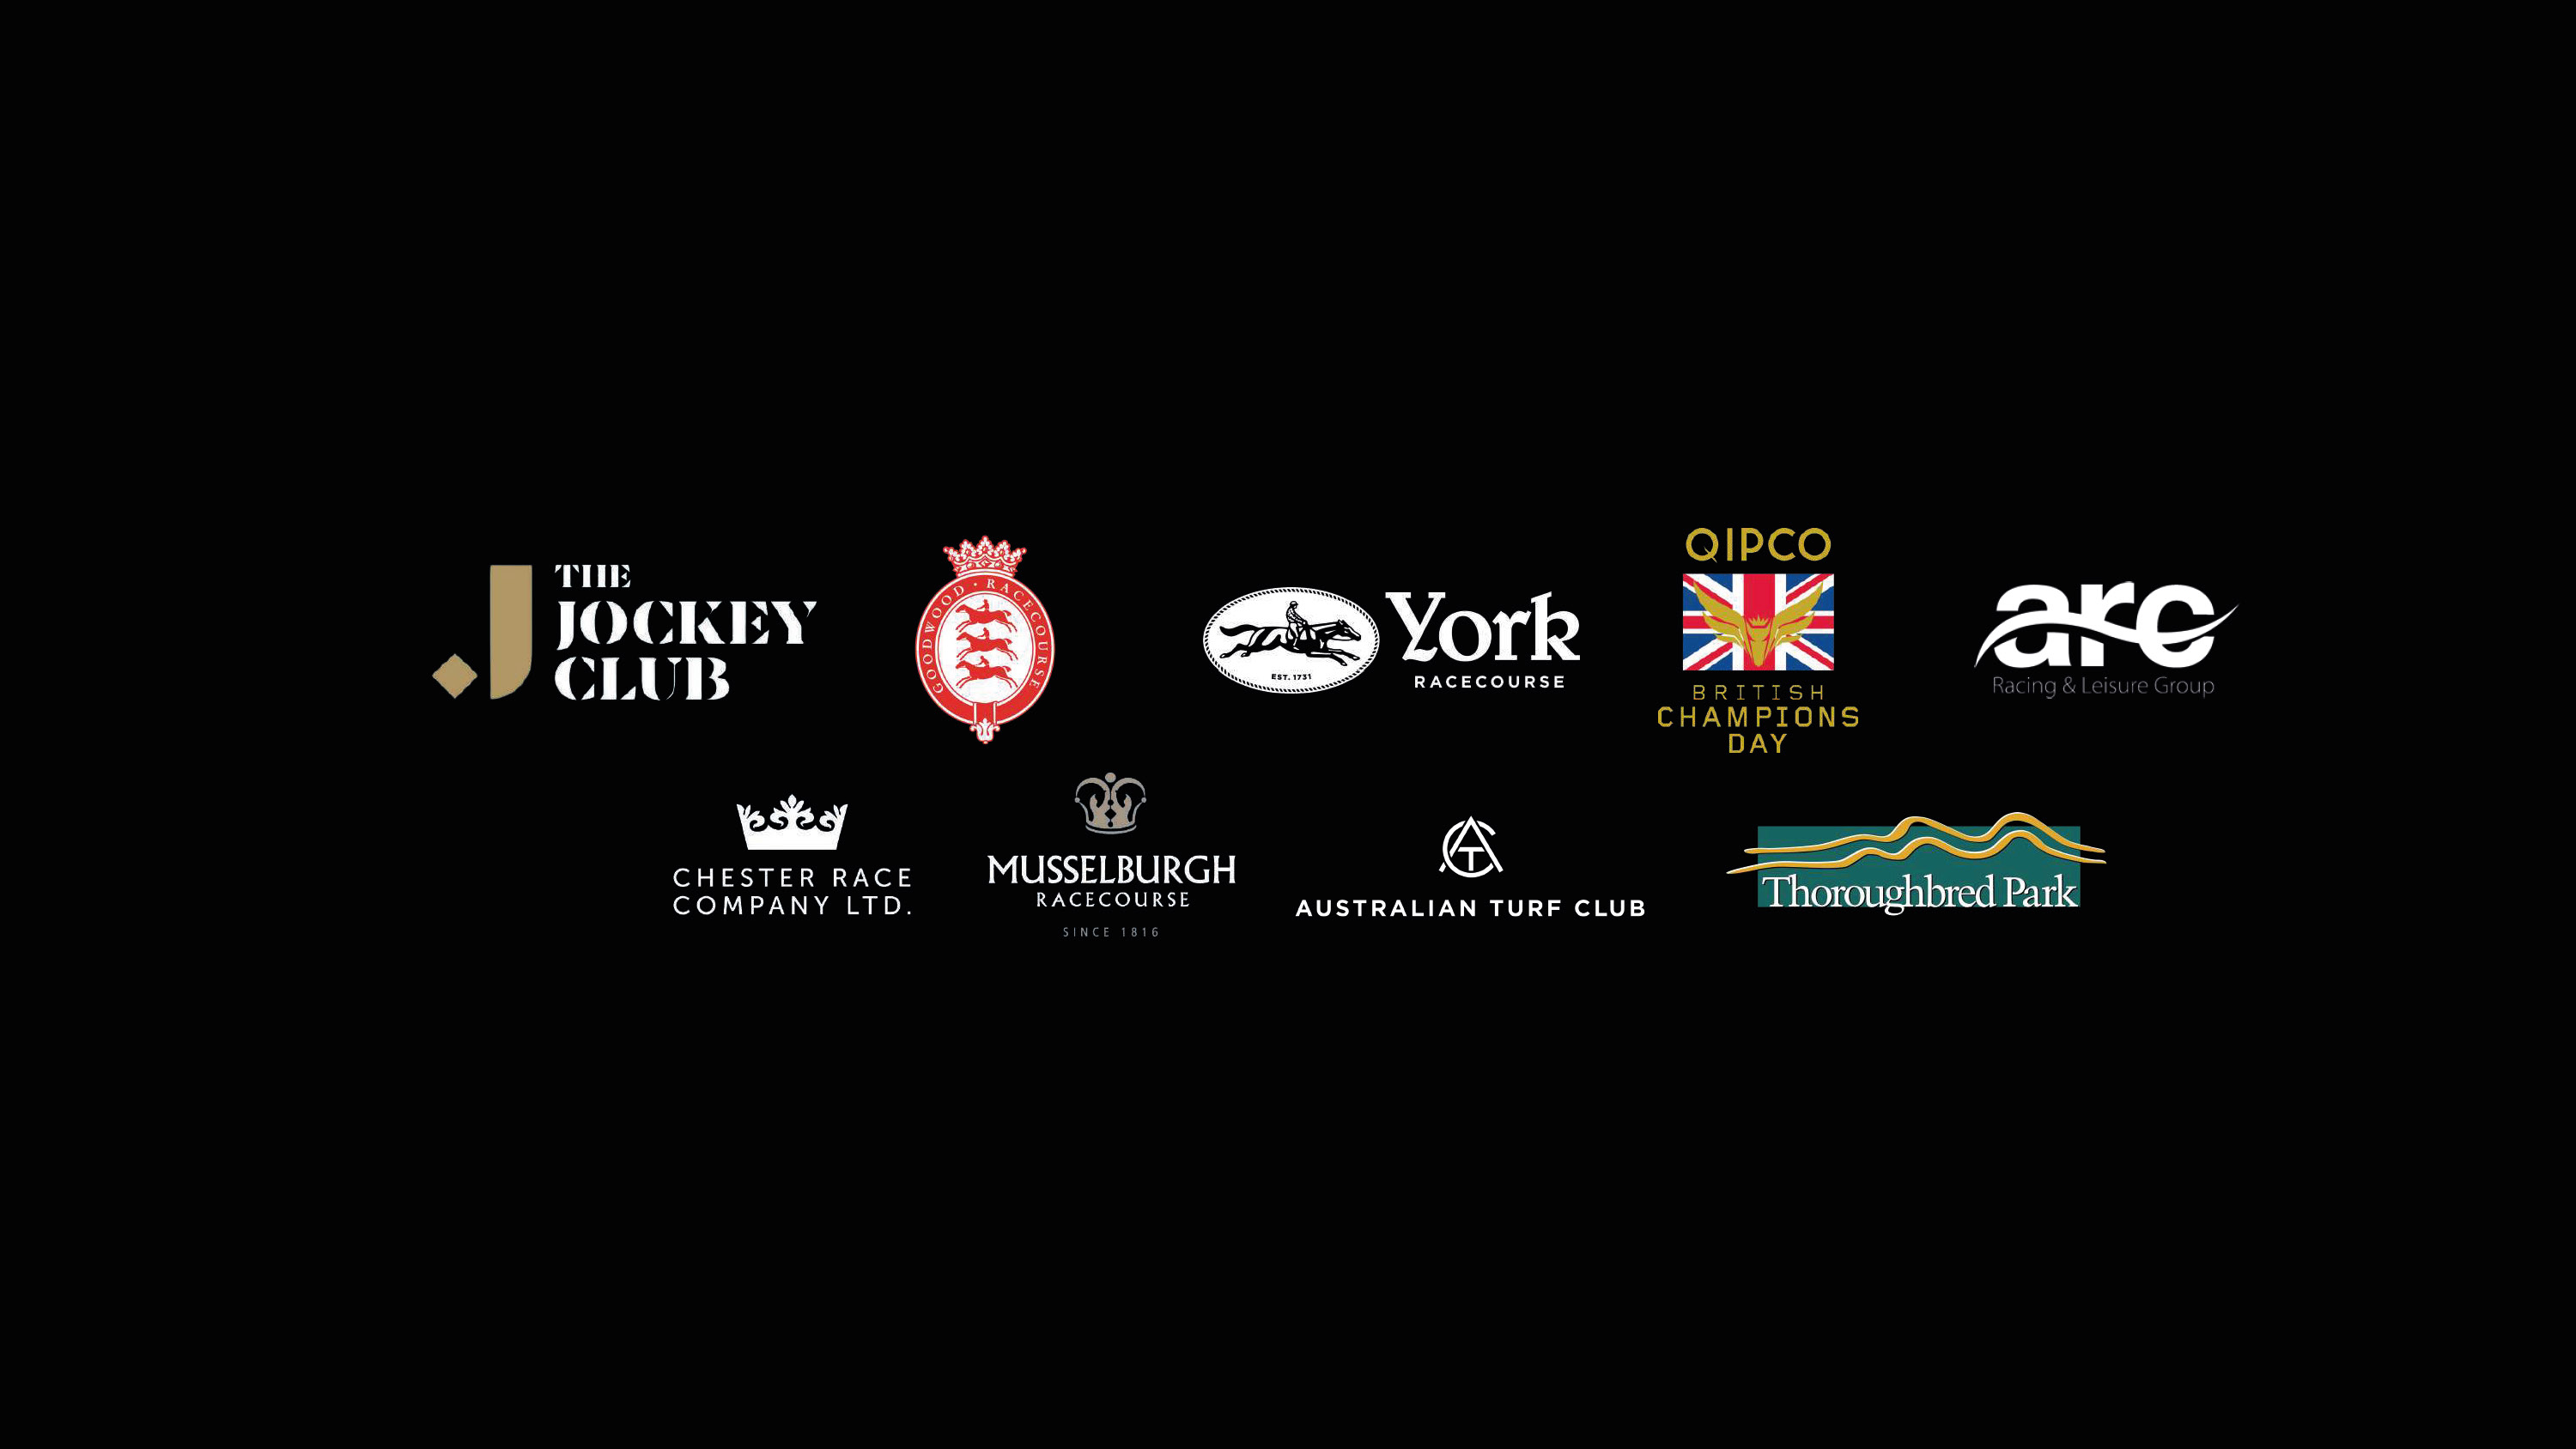 THE
JOCKEY
CLUB
GOODWOOD · RACECOURSE
EST. 1731
York
RACECOURSE
QIPCO
BRITISH
CHAMPIONS
DAY
arc
Racing & Leisure Group
CHESTER RACE
COMPANY LTD.
MUSSELBURGH
RACECOURSE
SINCE 1816
ATC
AUSTRALIAN TURF CLUB
Thoroughbred Park